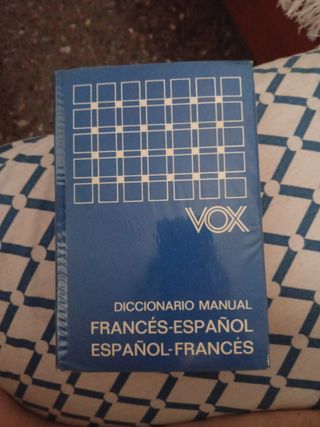 VOX
DICCIONARIO MANUAL
FRANCÉS-ESPAÑOL
ESPAÑOL-FRANCÉS